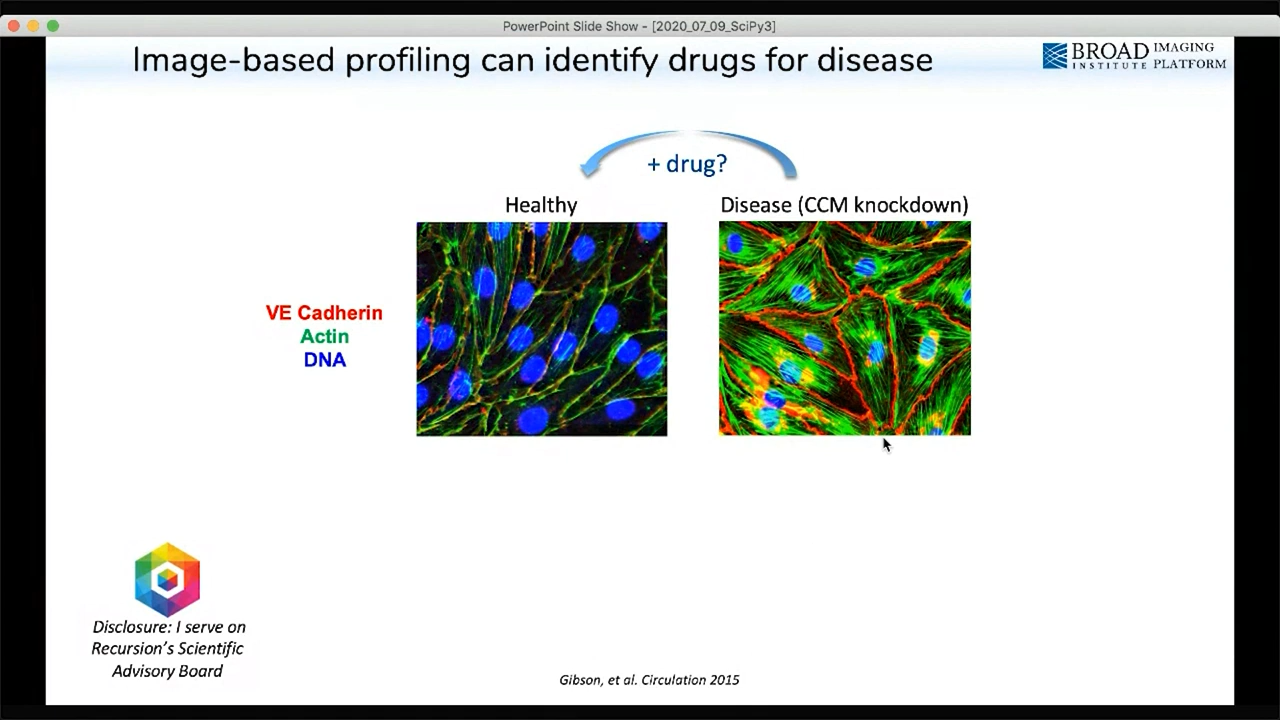 PowerPoint Slide Show - [2020_07_09_SciPy3]
Image-based profiling can identify drugs for disease
BROAD
INSTITUTE
IMAGING
PLATFORM
+ drug?
Healthy
Disease (CCM knockdown)
VE Cadherin
Actin
DNA
Disclosure: I serve on
Recursion's Scientific
Advisory Board
Gibson, et al. Circulation 2015